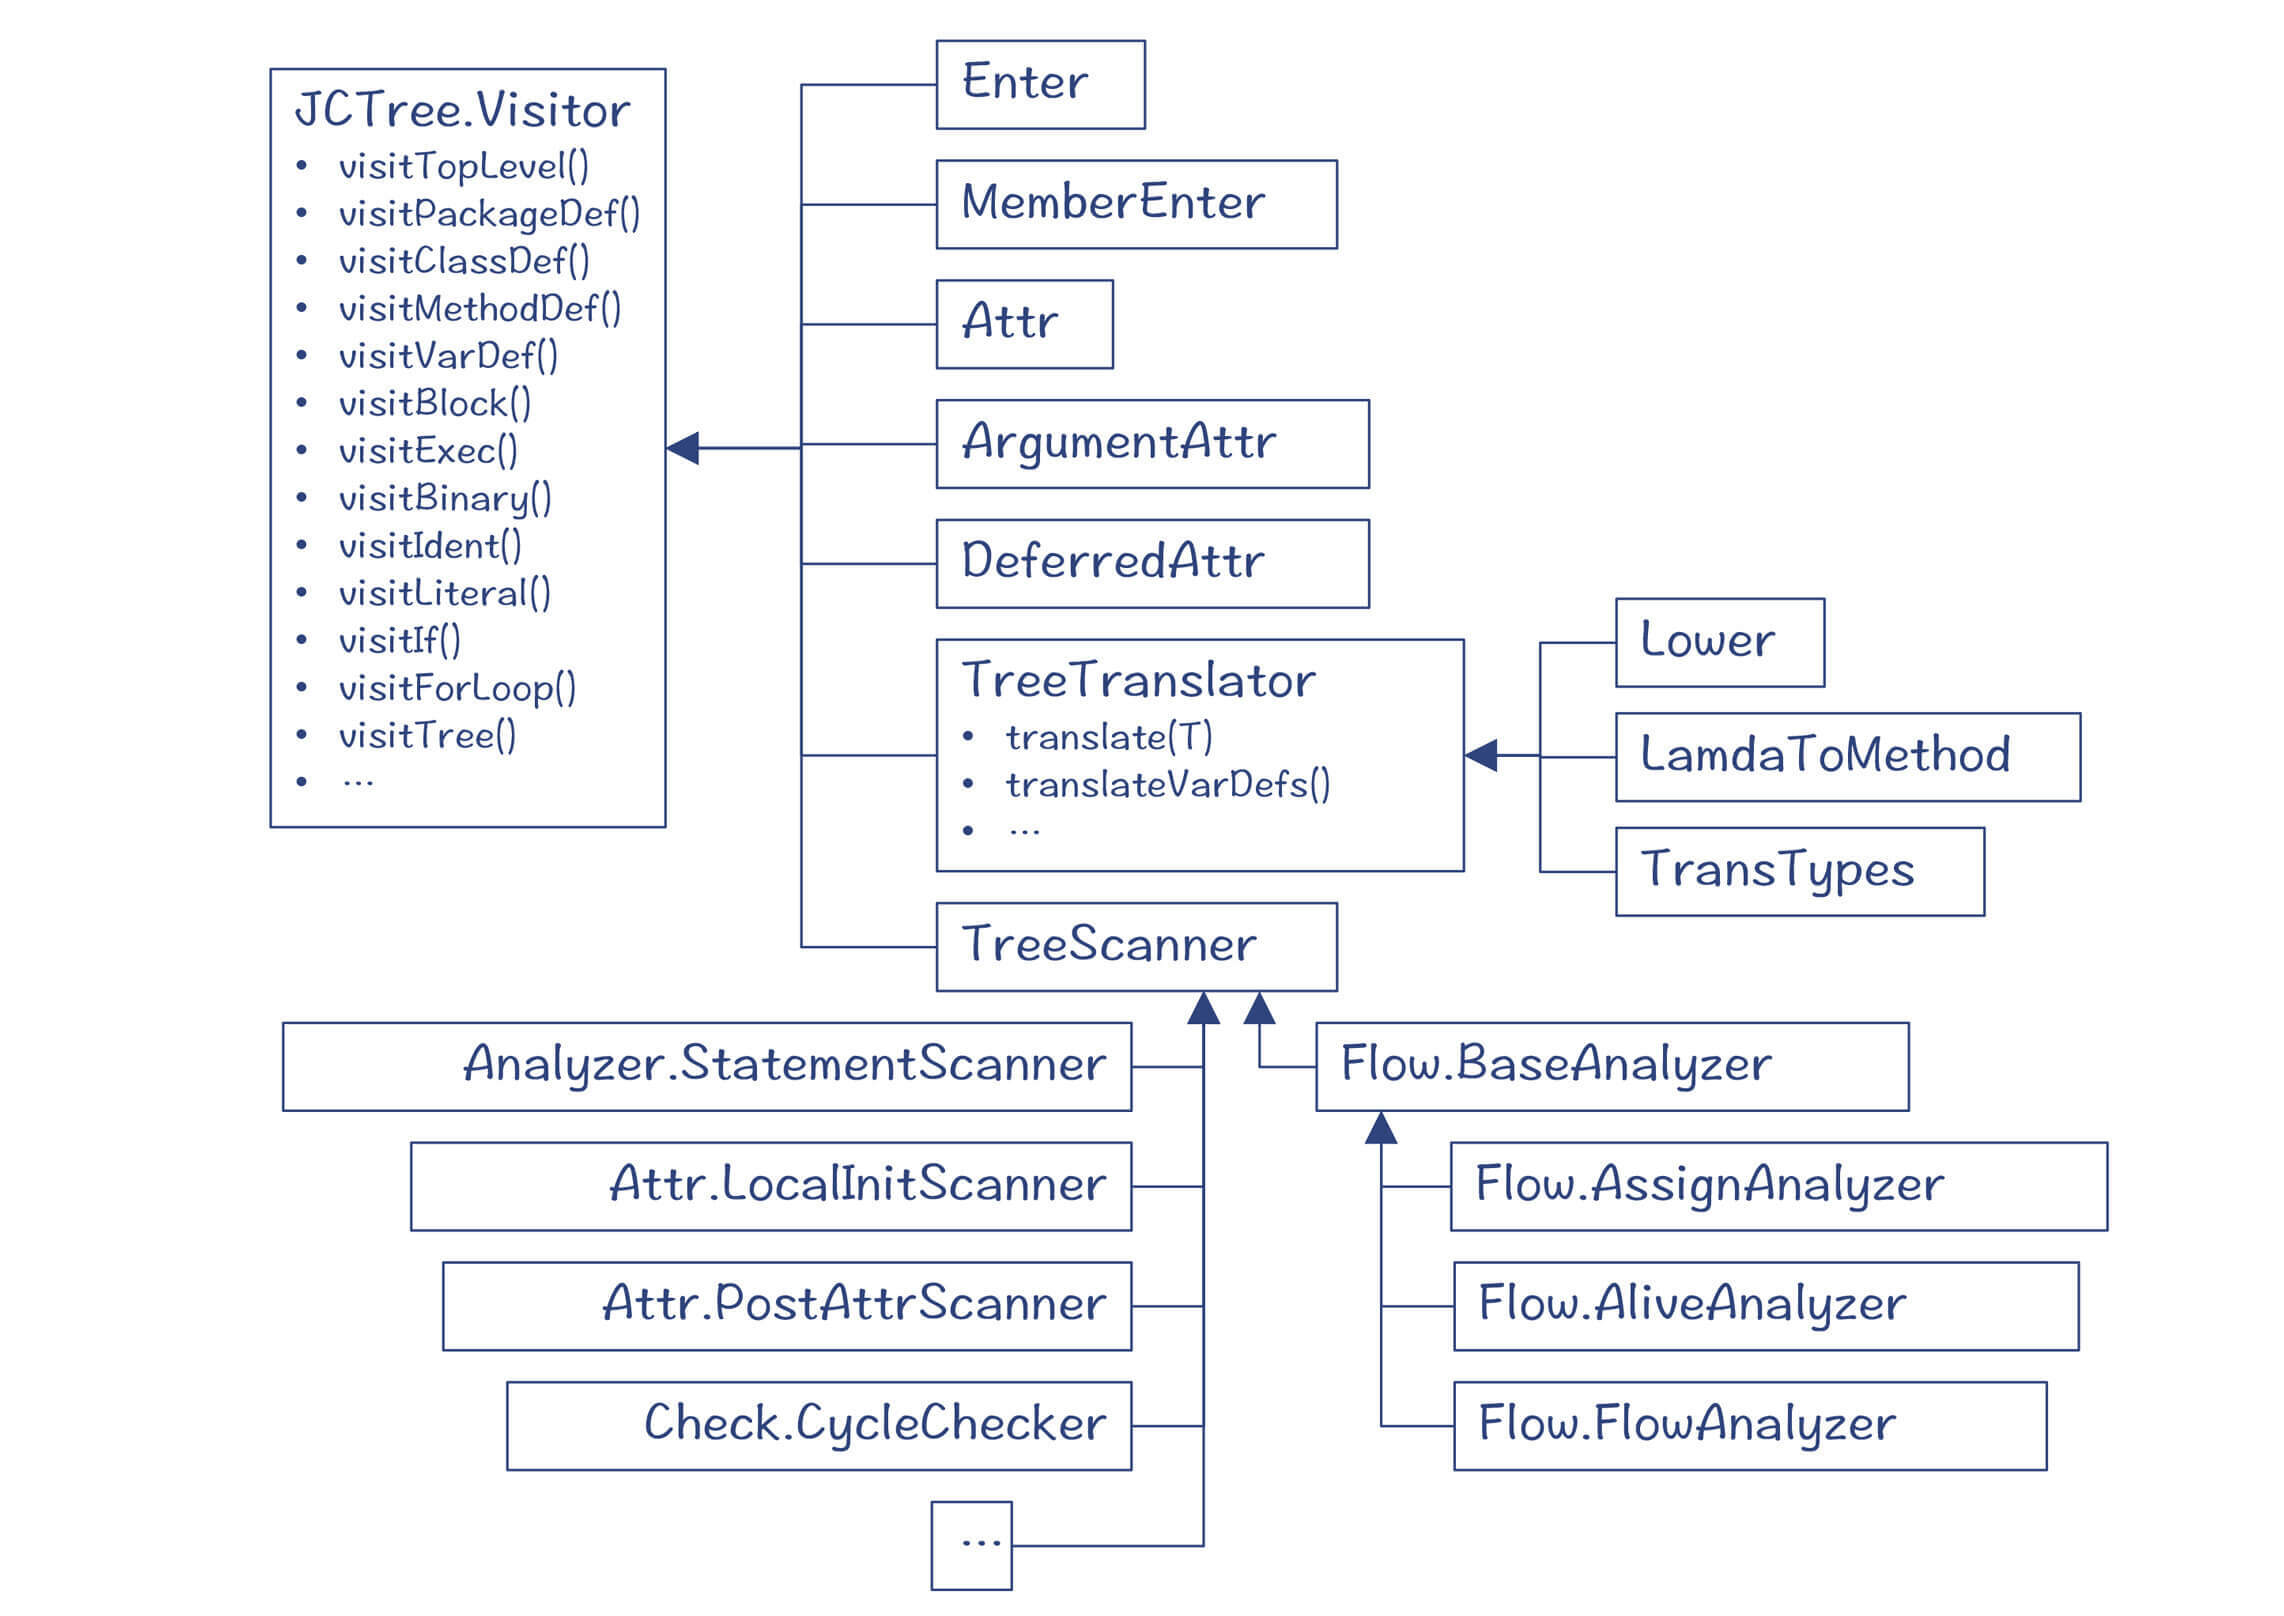 JCTree.Visitor
• visitTopLevel()
• visitPackageDef()
• visitClassDef()
• visitMethodDef()
• visitVarDef()
• visitBlock()
• visitExec()
• visitBinary()
• visitIdent()
• visitLiteral()
• visitIf()
• visitForLoop()
• visitTree()
• ...
Enter
MemberEnter
Attr
ArgumentAttr
DeferredAttr
TreeTranslator
• translate(T)
• translateVarDefs()
• ...
Lower
LamdaToMethod
TransTypes
TreeScanner
Analyzer.StatementScanner
Attr.LocalInitScanner
Attr.PostAttrScanner
Check.CycleChecker
...
Flow.BaseAnalyzer
Flow.AssignAnalyzer
Flow.AliveAnalyzer
Flow.FlowAnalyzer